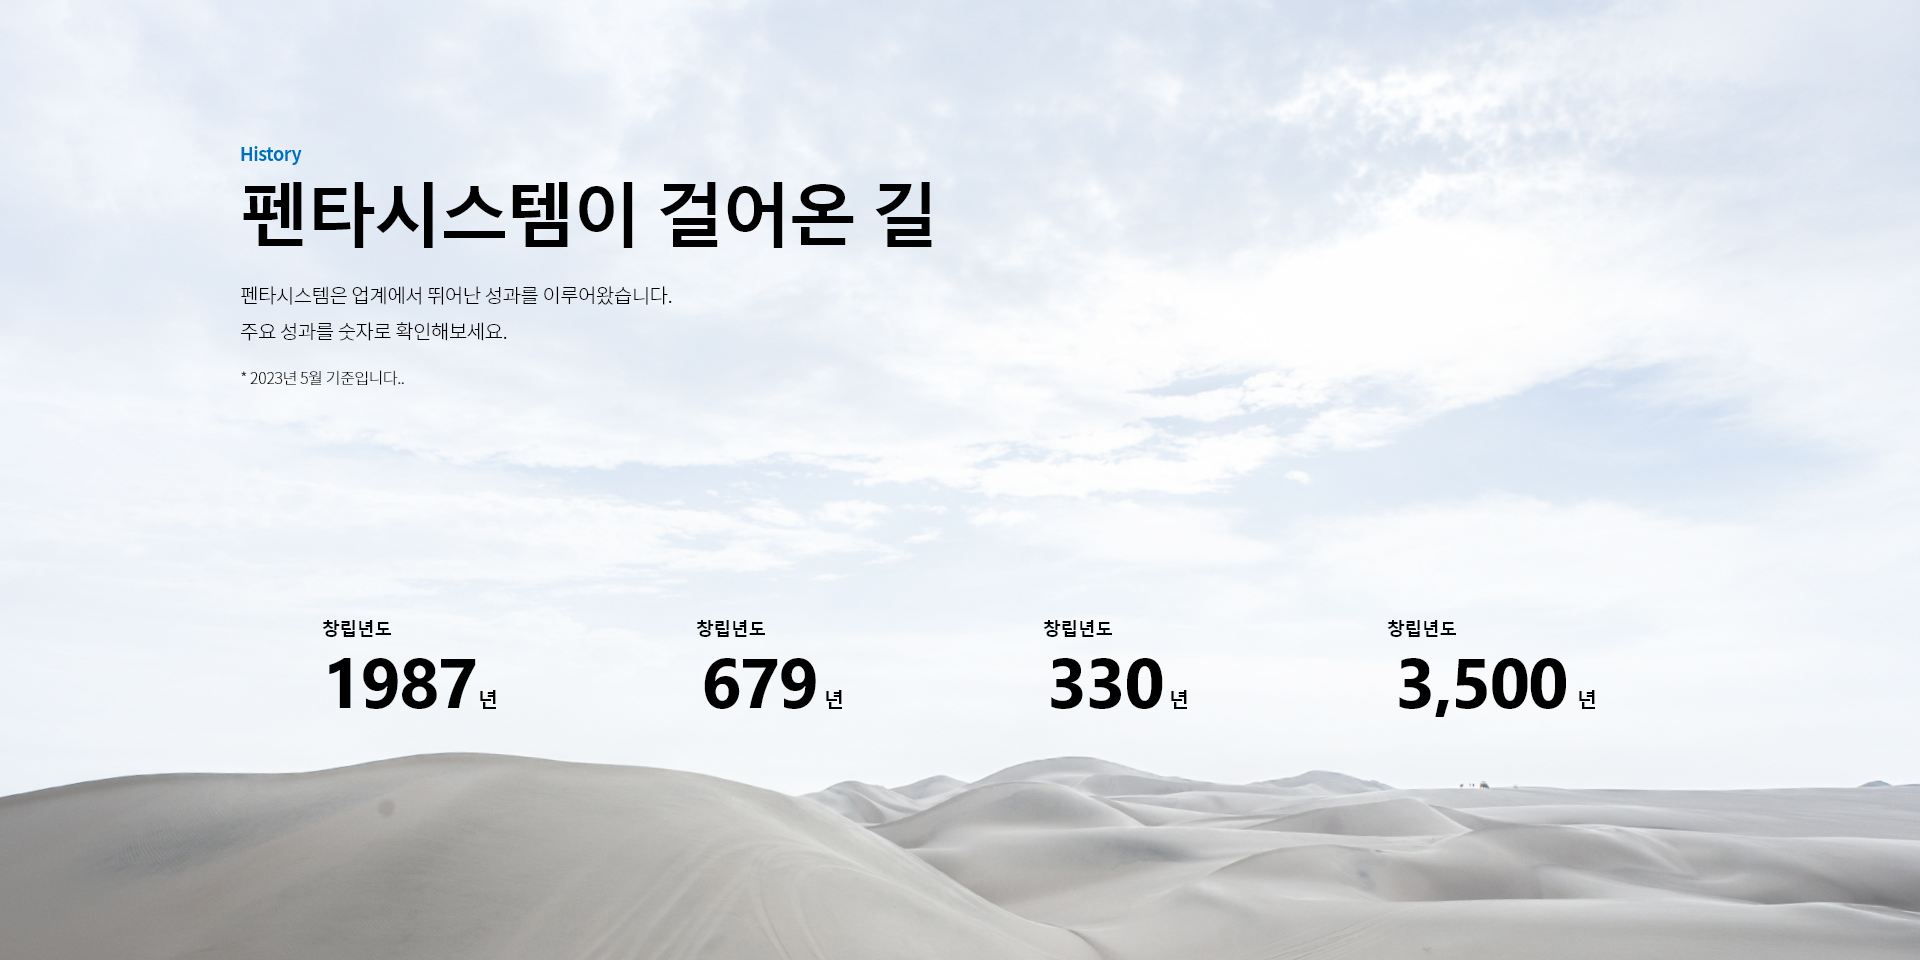 History
펜타시스템이 걸어온 길
펜타시스템은 업계에서 뛰어난 성과를 이루어왔습니다.
주요 성과를 숫자로 확인해보세요.
* 2023년 5월 기준입니다..
창립년도 창립년도 창립년도 창립년도
1987년 679 년 330 년 3,500 년